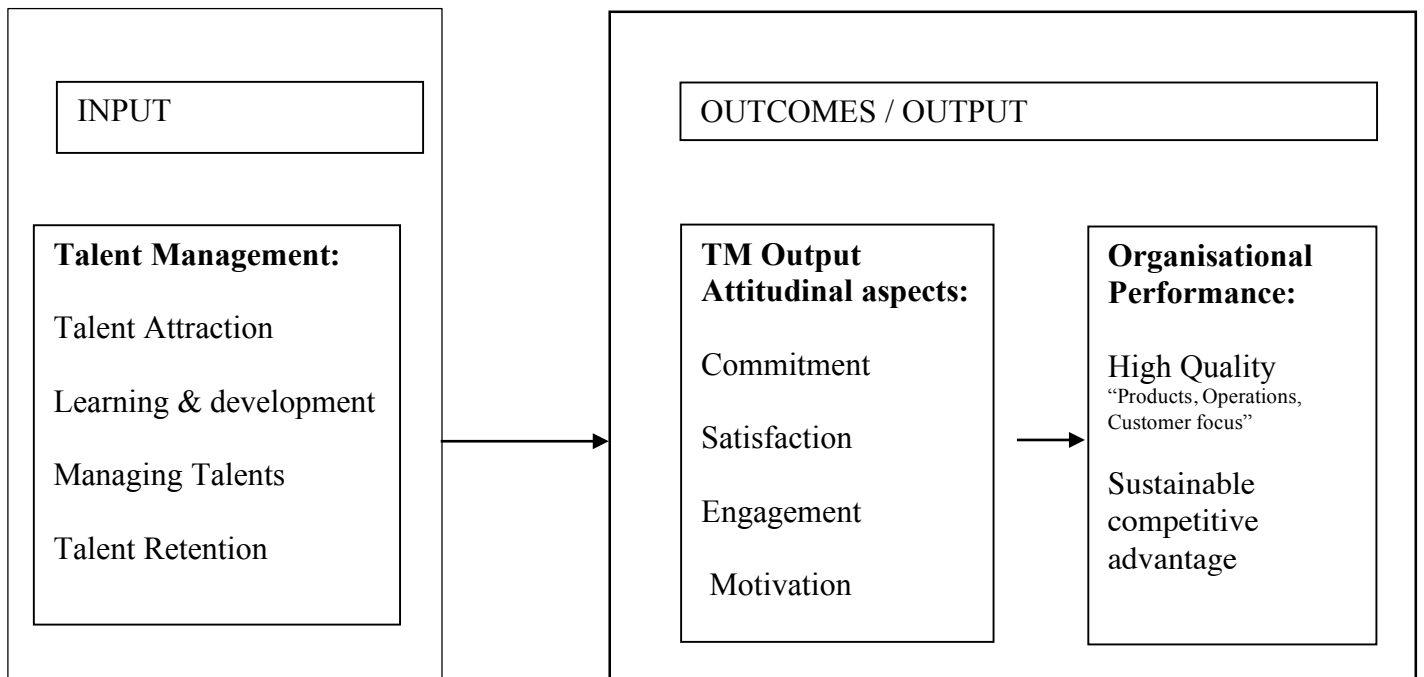 INPUT
OUTCOMES / OUTPUT
Talent Management:
Talent Attraction
Learning & development
Managing Talents
Talent Retention
TM Output
Attitudinal aspects:
Commitment
Satisfaction
Engagement
Motivation
Organisational
Performance:
High Quality
“Products, Operations,
Customer focus”
Sustainable
competitive
advantage